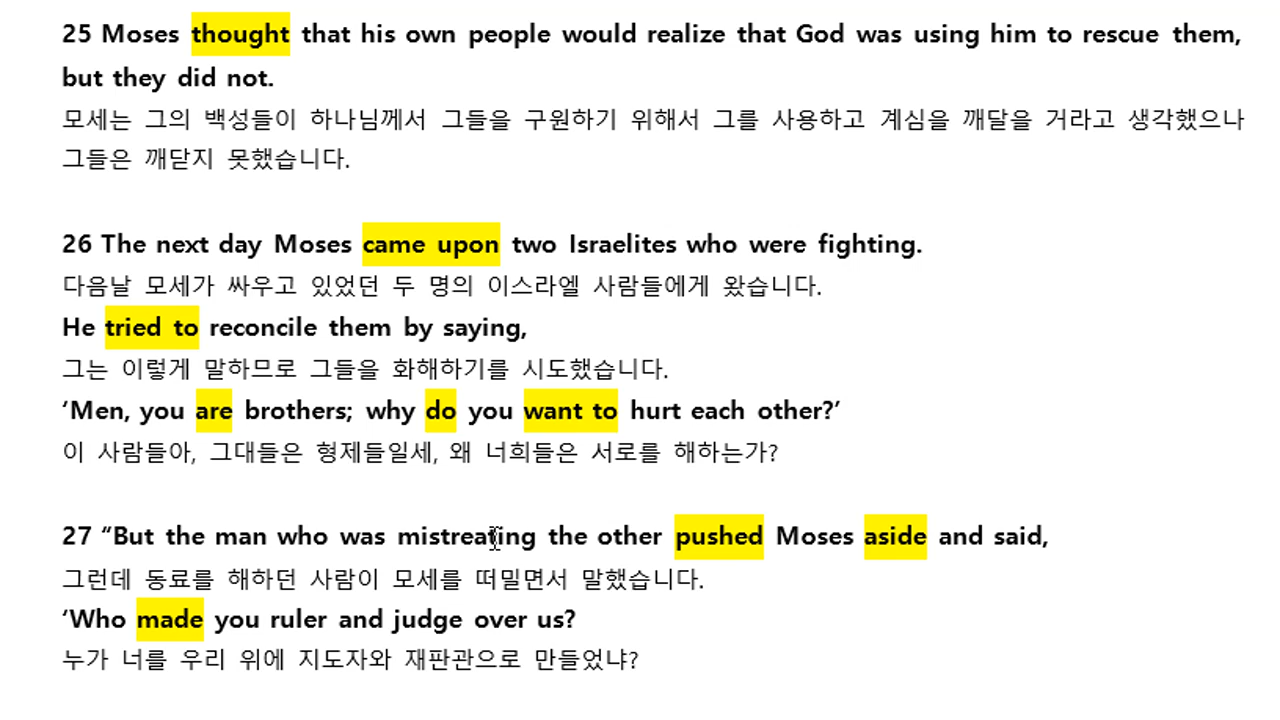 25 Moses thought that his own people would realize that God was using him to rescue them,
but they did not.
모세는 그의 백성들이 하나님께서 그들을 구원하기 위해서 그를 사용하고 계심을 깨달을 거라고 생각했으나
그들은 깨닫지 못했습니다.
26 The next day Moses came upon two Israelites who were fighting.
다음날 모세가 싸우고 있었던 두 명의 이스라엘 사람들에게 왔습니다.
He tried to reconcile them by saying,
그는 이렇게 말하므로 그들을 화해하기를 시도했습니다.
‘Men, you are brothers; why do you want to hurt each other?’
이 사람들아, 그대들은 형제들일세, 왜 너희들은 서로를 해하는가?
27 “But the man who was mistreating the other pushed Moses aside and said,
그런데 동료를 해하던 사람이 모세를 떠밀면서 말했습니다.
‘Who made you ruler and judge over us?
누가 너를 우리 위에 지도자와 재판관으로 만들었냐?